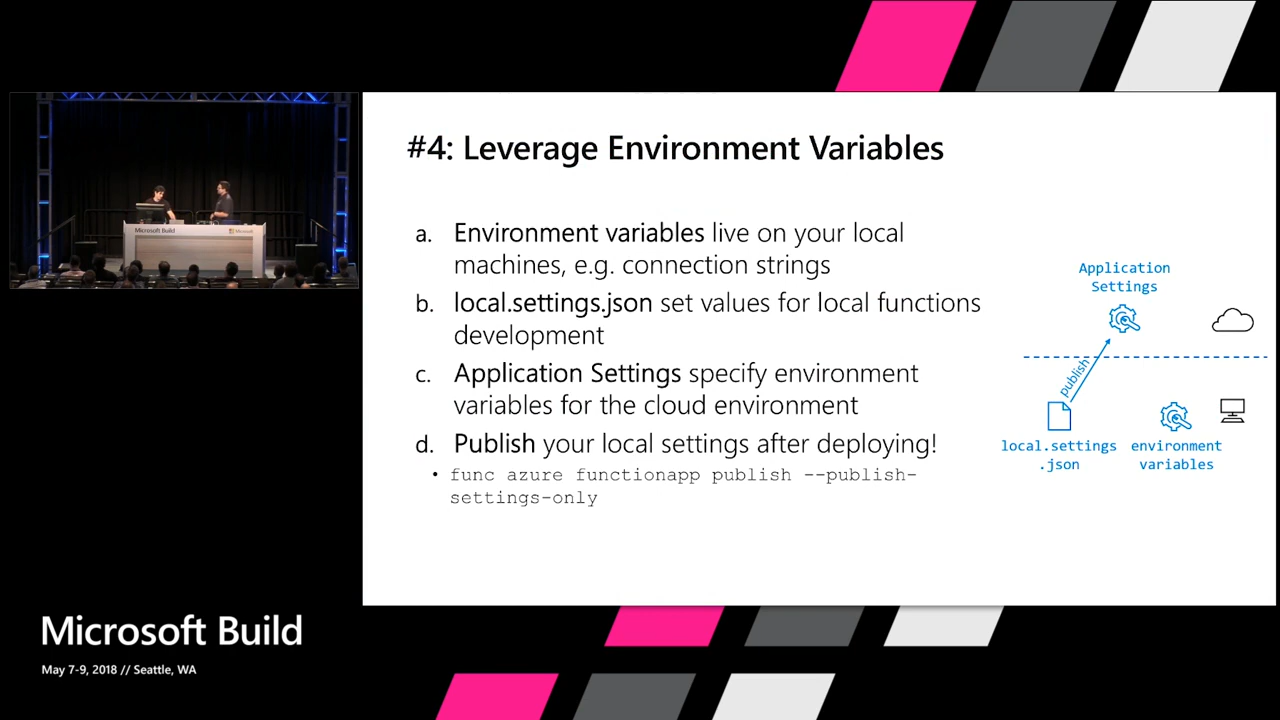 #4: Leverage Environment Variables
a. Environment variables live on your local
machines, e.g. connection strings
b. local.settings.json set values for local functions
development
c. Application Settings specify environment
variables for the cloud environment
d. Publish your local settings after deploying!
• func azure functionapp publish --publish-
settings-only
Application
Settings
publish
local.settings
.json
environment
variables
Microsoft Build
Microsoft
Microsoft Build
May 7-9, 2018 // Seattle, WA